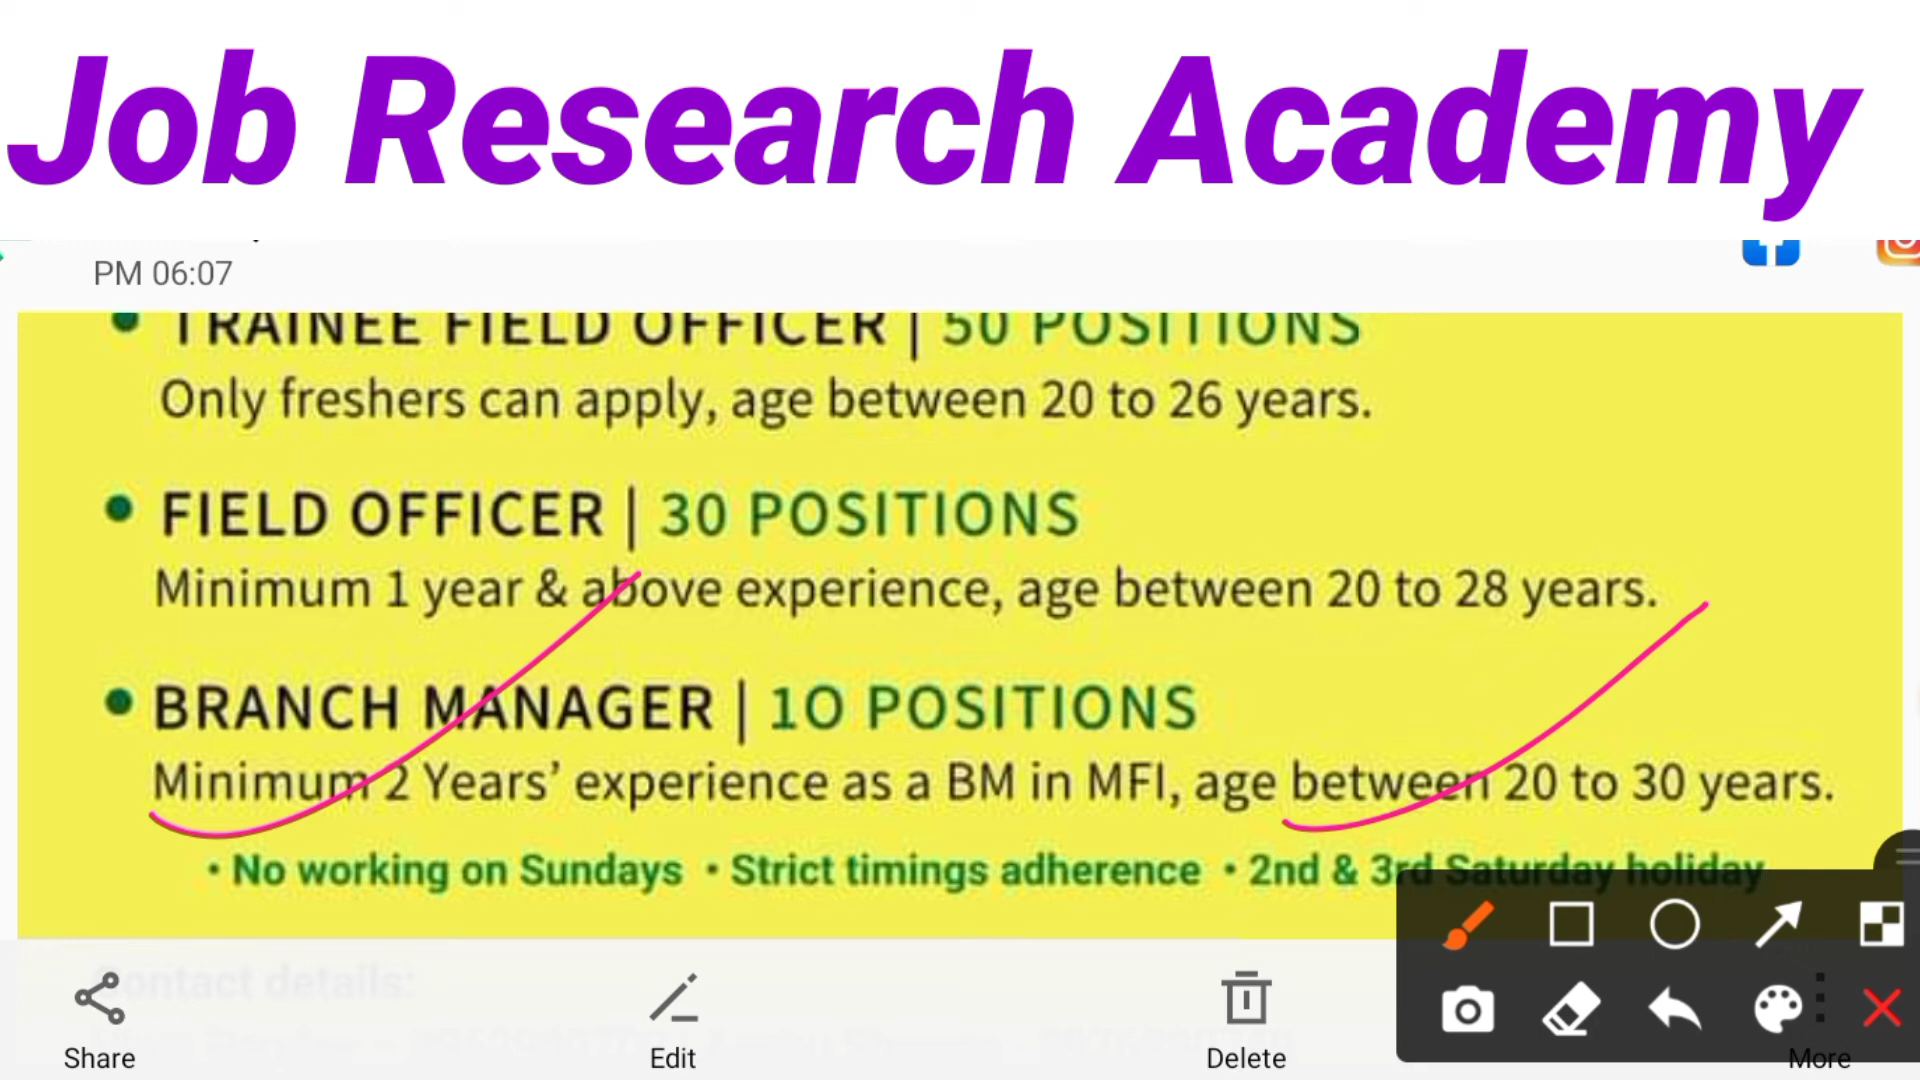 Job Research Academy
PM 06:07
TRAINEE FIELD OFFICER | 50 POSITIONS
Only freshers can apply, age between 20 to 26 years.
• FIELD OFFICER | 30 POSITIONS
Minimum 1 year & above experience, age between 20 to 28 years.
• BRANCH MANAGER | 10 POSITIONS
Minimum 2 Years’ experience as a BM in MFI, age between 20 to 30 years.
• No working on Sundays • Strict timings adherence • 2nd & 3rd Saturday holiday
Contact details:
Share
Edit
Delete
More